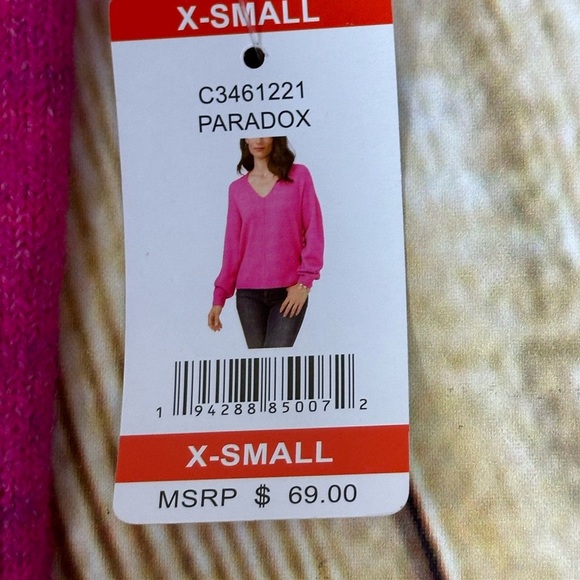 X-SMALL
C3461221
PARADOX
1 94288 85007 2
X-SMALL
MSRP $ 69.00